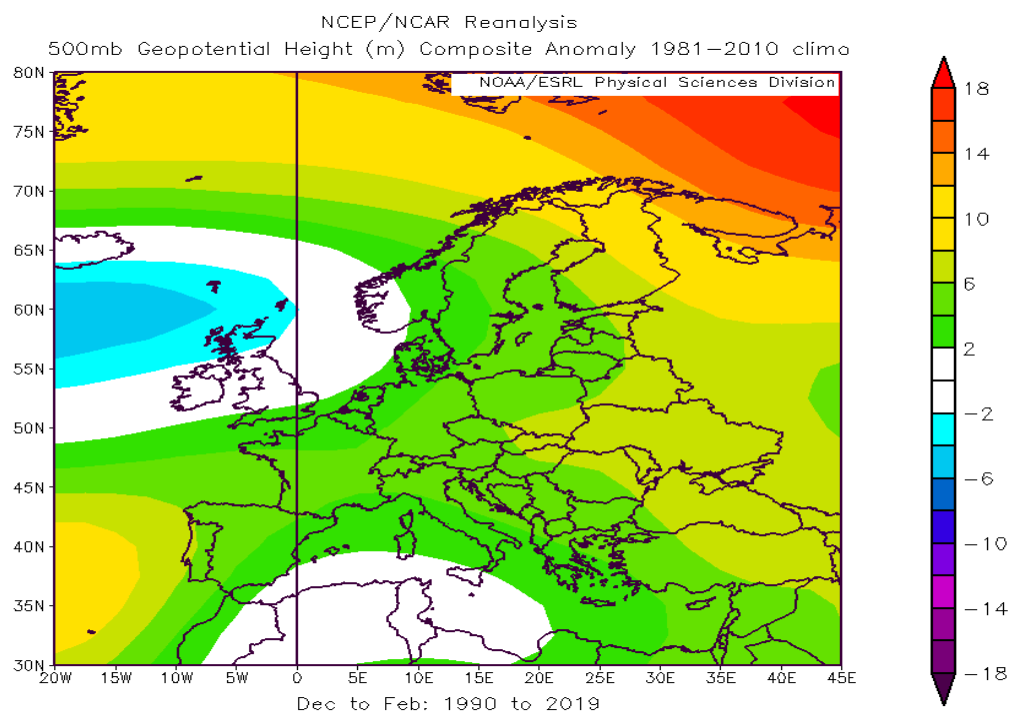 NCEP/NCAR Reanalysis
500mb Geopotential Height (m) Composite Anomaly 1981-2010 climo
NOAA/ESRL Physical Sciences Division
80N
75N
70N
65N
60N
55N
50N
45N
40N
35N
30N
20W 15W 10W 5W 0 5E 10E 15E 20E 25E 30E 35E 40E 45E
Dec to Feb: 1990 to 2019
18
14
10
6
2
-2
-6
-10
-14
-18